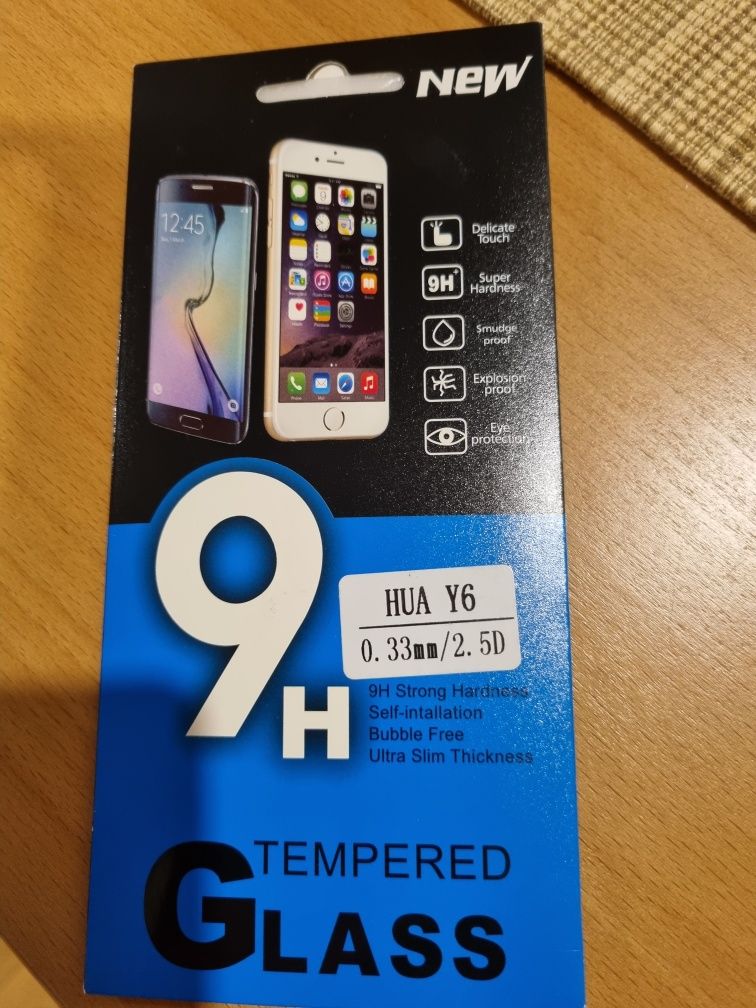 New
12:45
Delicate
Touch
9H+
Super
Hardness
Smudge
proof
Explosion
proof
Eye
protection
9H
HUA Y6
0.33mm/2.5D
9H Strong Hardness
Self-intallation
Bubble Free
Ultra Slim Thickness
TEMPERED
GLASS